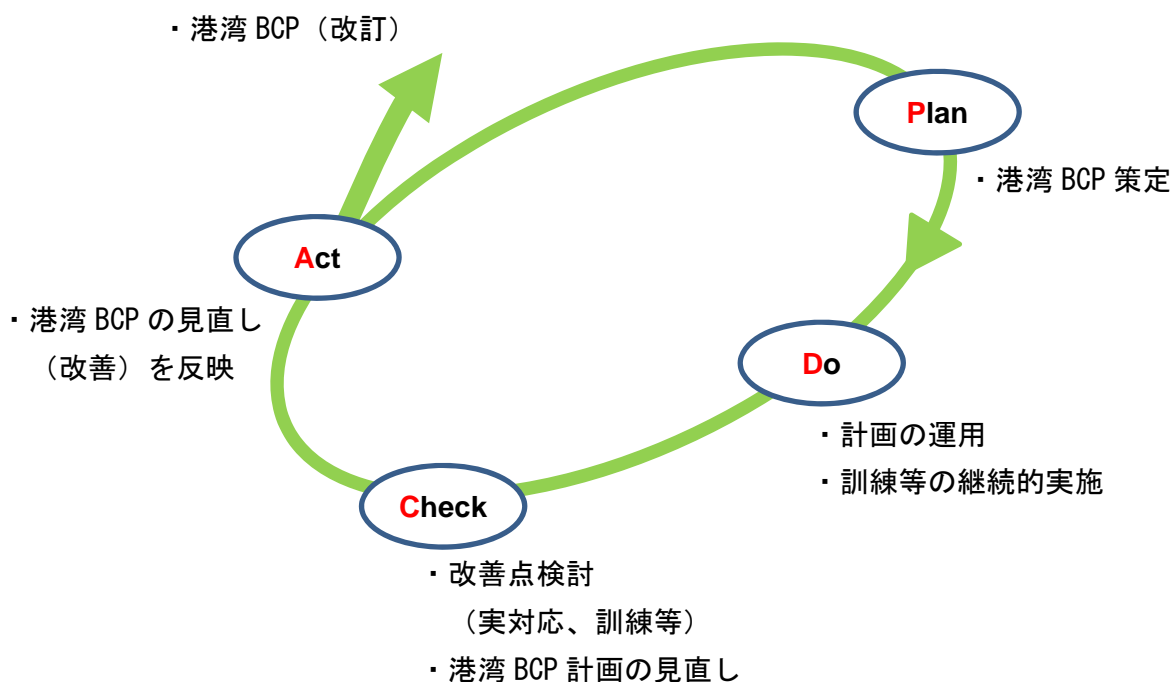 ・港湾 BCP（改訂）
Plan
・港湾 BCP 策定
Act
・港湾 BCP の見直し
（改善）を反映
Do
・計画の運用
・訓練等の継続的実施
Check
・改善点検討
（実対応、訓練等）
・港湾 BCP 計画の見直し